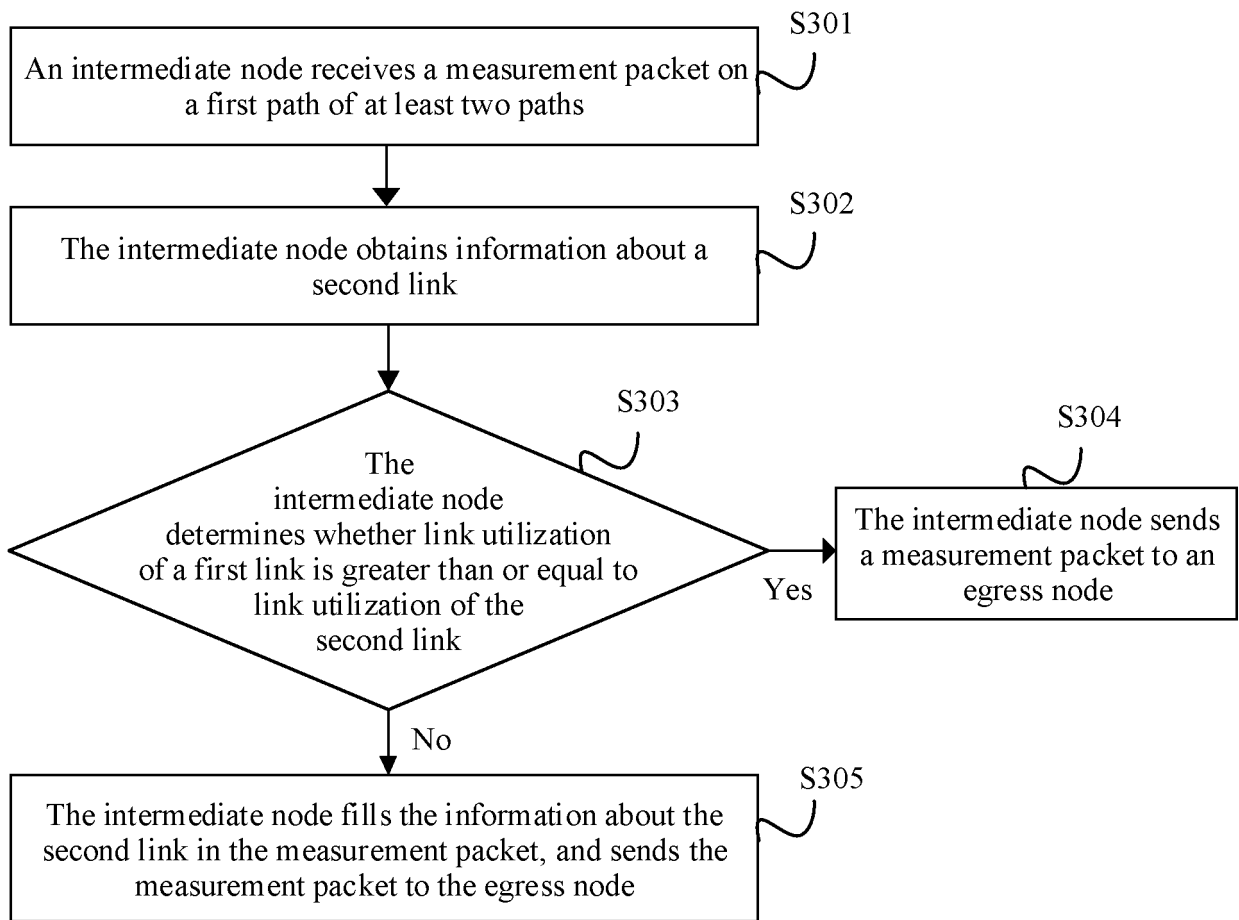 S301
An intermediate node receives a measurement packet on
a first path of at least two paths
S302
The intermediate node obtains information about a
second link
S303
The
intermediate node
determines whether link utilization
of a first link is greater than or equal to
link utilization of the
second link
Yes
S304
The intermediate node sends
a measurement packet to an
egress node
No
S305
The intermediate node fills the information about the
second link in the measurement packet, and sends the
measurement packet to the egress node